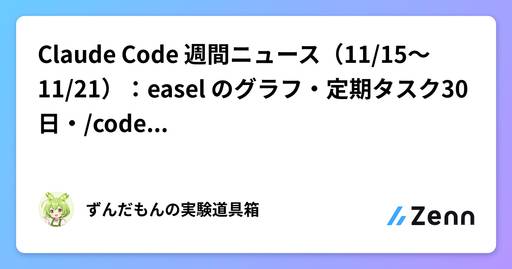 Claude Code 週間ニュース（11/15〜
11/21）：easel のグラフ・定期タスク30
日・/code...
ずんだもんの実験道具箱
Zenn